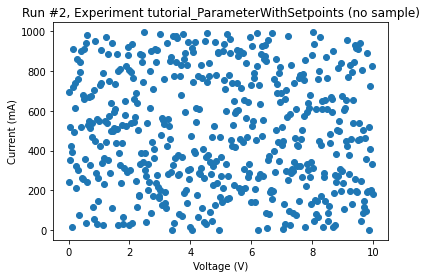 Run #2, Experiment tutorial_ParameterWithSetpoints (no sample)
1000
800
600
400
200
0
Current (mA)
0 2 4 6 8 10
Voltage (V)